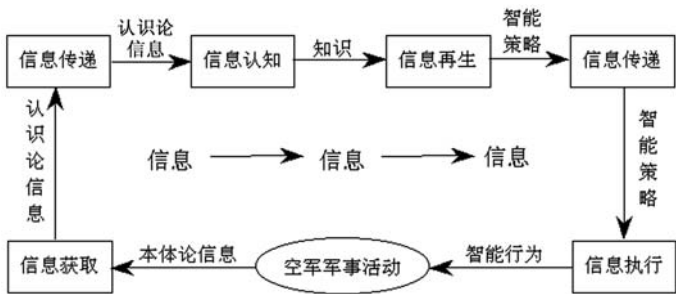 认识论
信息
知识
智能
策略
信息传递
信息认知
信息再生
信息传递
认识论信息
信息
信息
信息
智能策略
信息获取
本体论信息
空军军事活动
智能行为
信息执行